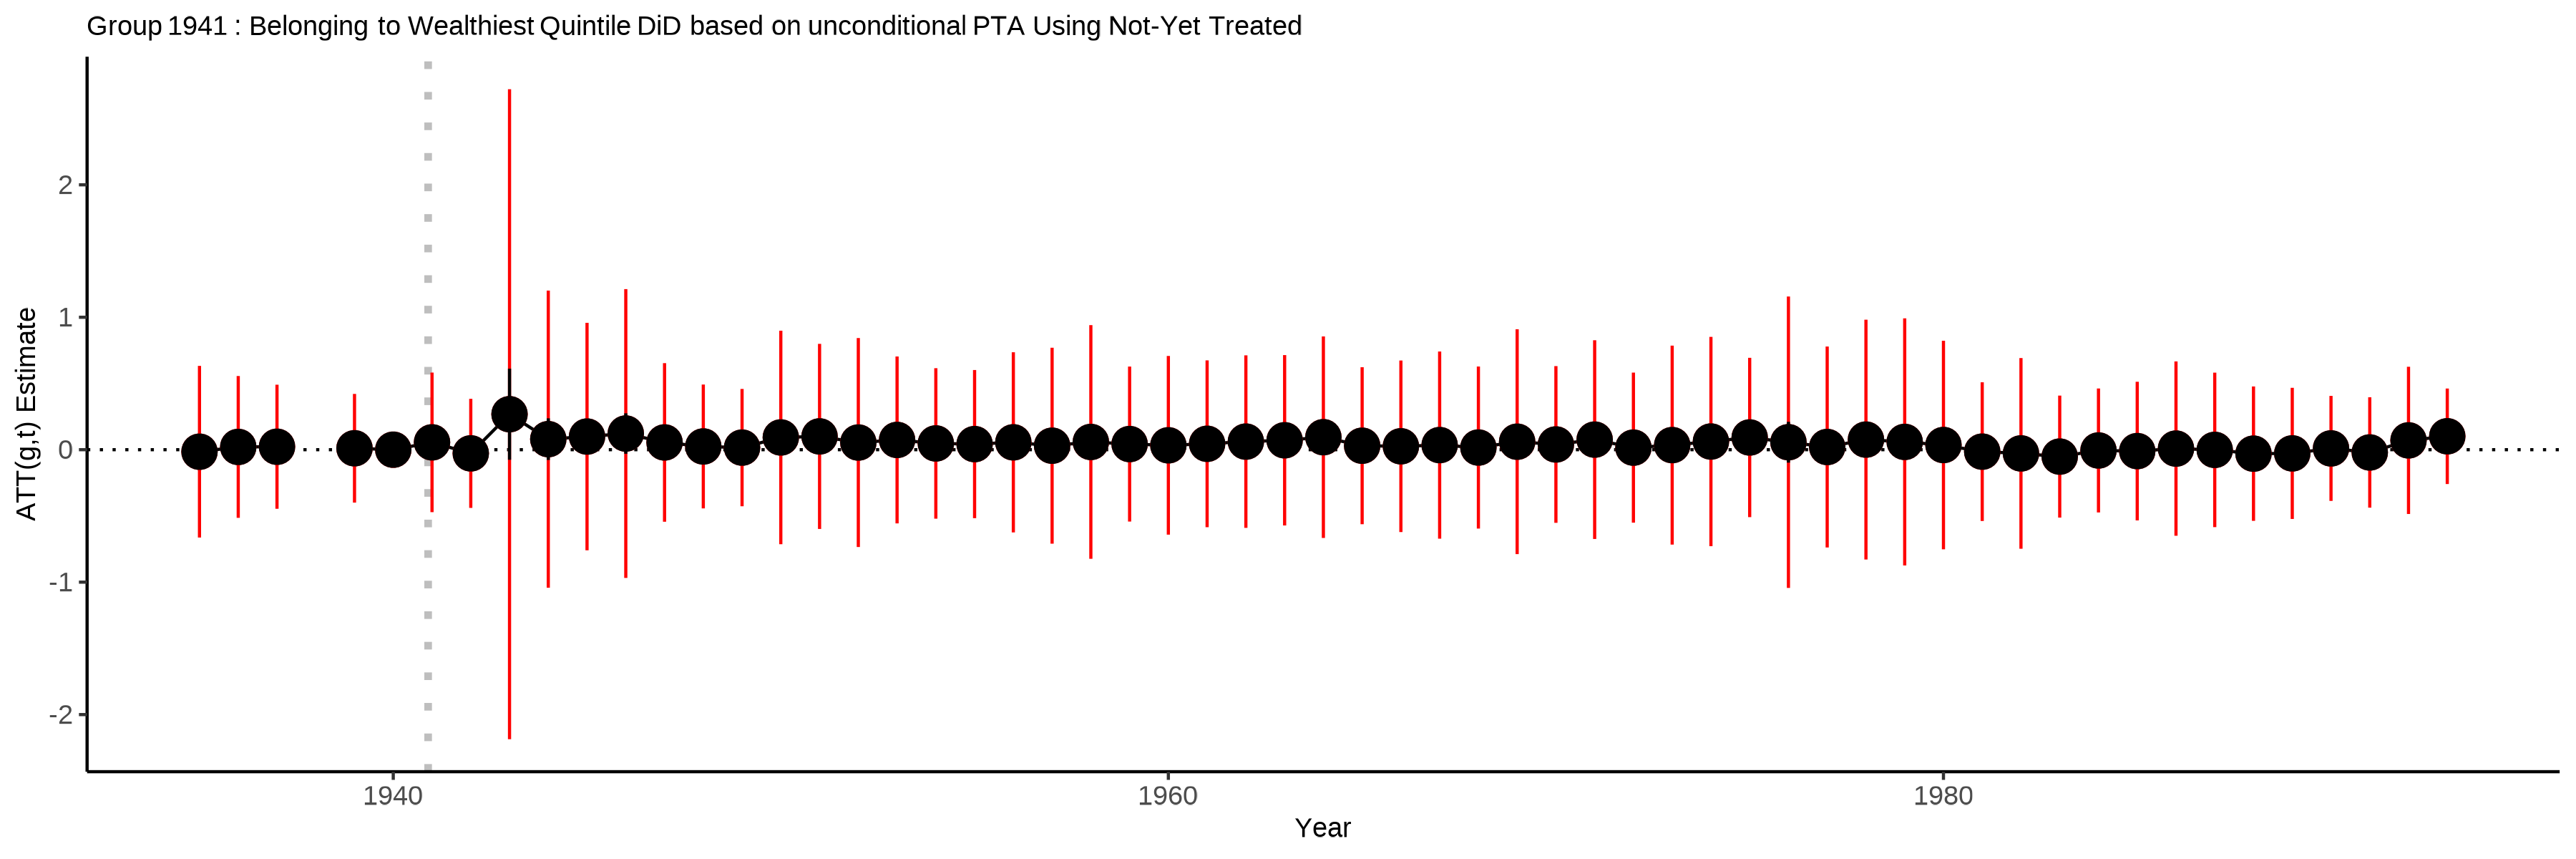 Group 1941 : Belonging to Wealthiest Quintile DiD based on unconditional PTA Using Not-Yet Treated
ATT(g,t) Estimate
2
1
0
-1
-2
1940
1960
1980
Year